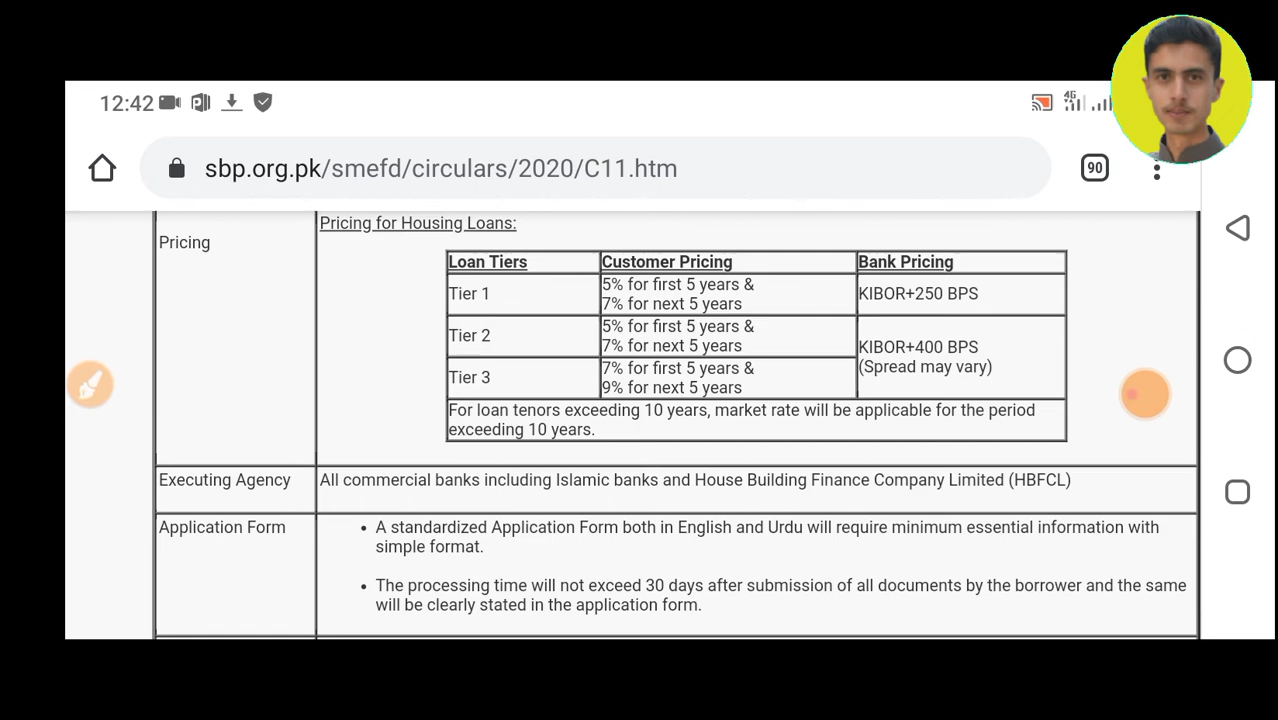 12:42
4G
sbp.org.pk/smefd/circulars/2020/C11.htm
90
Pricing
Pricing for Housing Loans:
Loan Tiers Customer Pricing Bank Pricing
Tier 1
5% for first 5 years &
7% for next 5 years
KIBOR+250 BPS
Tier 2
5% for first 5 years &
7% for next 5 years
KIBOR+400 BPS
(Spread may vary)
Tier 3
7% for first 5 years &
9% for next 5 years
For loan tenors exceeding 10 years, market rate will be applicable for the period
exceeding 10 years.
Executing Agency All commercial banks including Islamic banks and House Building Finance Company Limited (HBFCL)
Application Form
• A standardized Application Form both in English and Urdu will require minimum essential information with
simple format.
• The processing time will not exceed 30 days after submission of all documents by the borrower and the same
will be clearly stated in the application form.